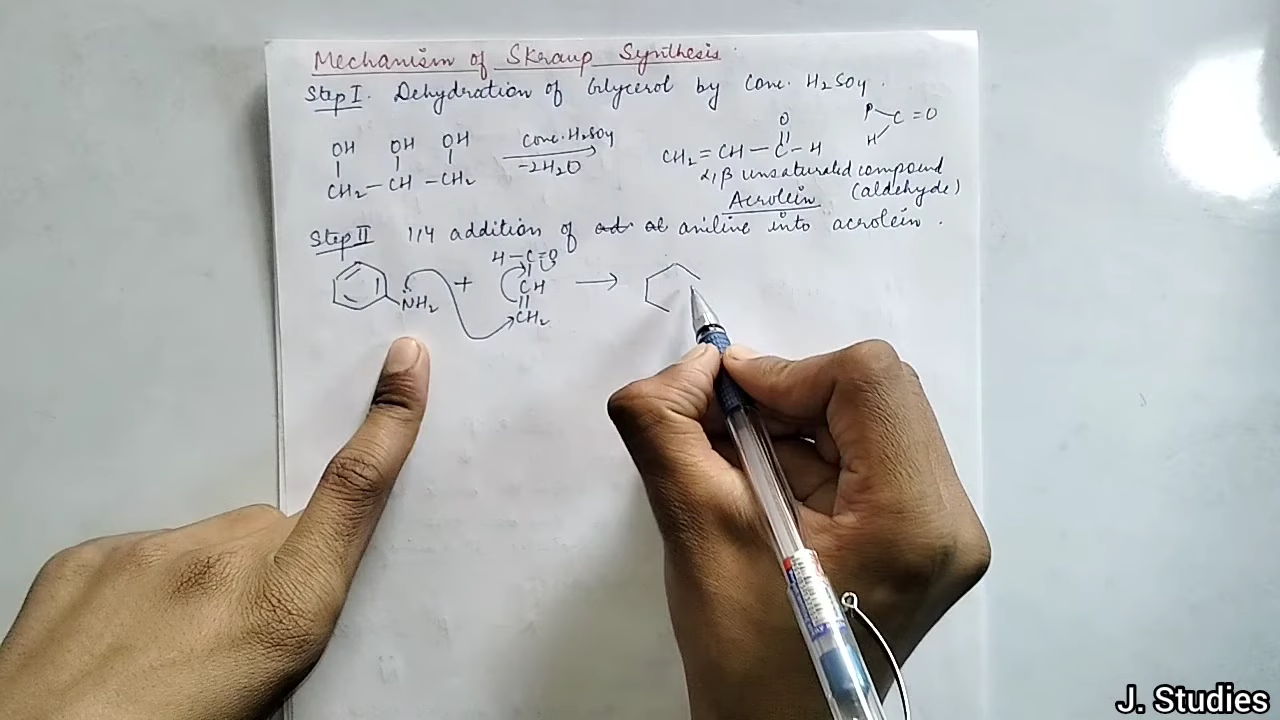 Mechanism of Skraup Synthesis
Step I. Dehydration of Glycerol by Conc. H2SO4.
OH OH OH
CH2 – CH – CH2
Conc. H2SO4
-2H2O
O
CH2 = CH – C – H
R
H
C = O
α,β unsaturated compound
(aldehyde)
Acrolein
Step II 1,4 addition of aniline into acrolein.
NH2
+
H – C = O
CH
CH2
J. Studies